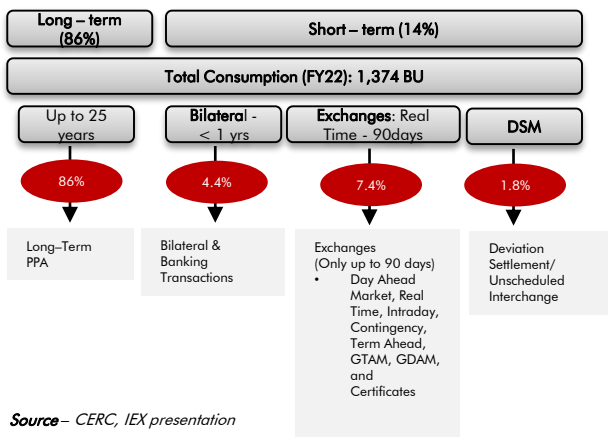 Long – term
(86%)
Short – term (14%)
Total Consumption (FY22): 1,374 BU
Up to 25
years
Bilateral -
< 1 yrs
Exchanges: Real
Time - 90days
DSM
86%
4.4%
7.4%
1.8%
Long–Term
PPA
Bilateral &
Banking
Transactions
Exchanges
(Only up to 90 days)
• Day Ahead
Market, Real
Time, Intraday,
Contingency,
Term Ahead,
GTAM, GDAM,
and
Certificates
Deviation
Settlement/
Unscheduled
Interchange
Source – CERC, IEX presentation